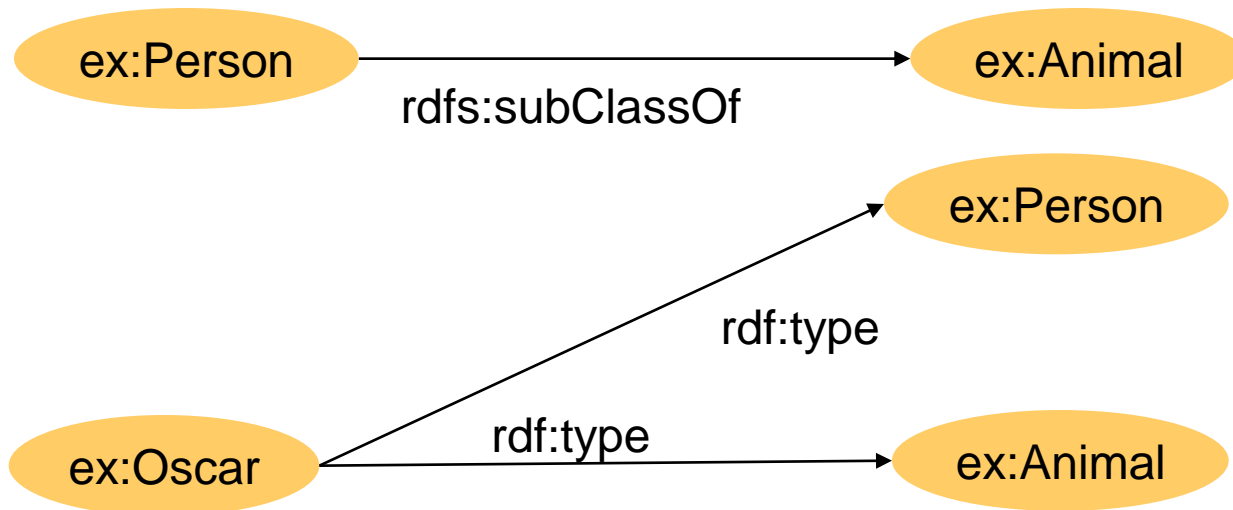 ex:Person
ex:Animal
rdfs:subClassOf
ex:Person
rdf:type
rdf:type
ex:Oscar
ex:Animal